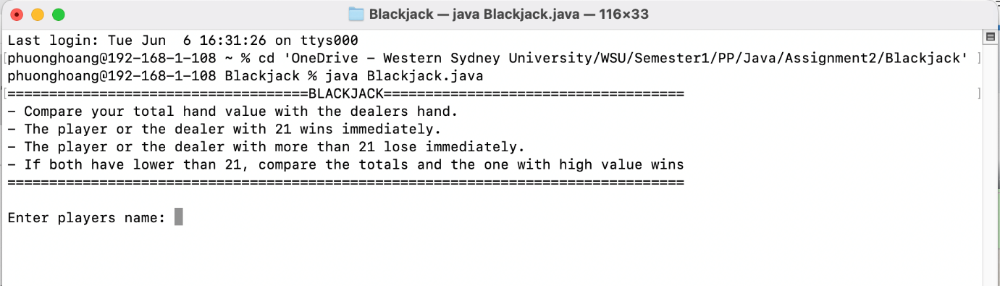 Blackjack — java Blackjack.java — 116×33
Last login: Tue Jun  6 16:31:26 on ttys000
[phuonghoang@192-168-1-108 ~ % cd 'OneDrive - Western Sydney University/WSU/Semester1/PP/Java/Assignment2/Blackjack' ]
phuonghoang@192-168-1-108 Blackjack % java Blackjack.java
[====================================BLACKJACK==================================== ]
- Compare your total hand value with the dealers hand.
- The player or the dealer with 21 wins immediately.
- The player or the dealer with more than 21 lose immediately.
- If both have lower than 21, compare the totals and the one with high value wins
=================================================================================
Enter players name: